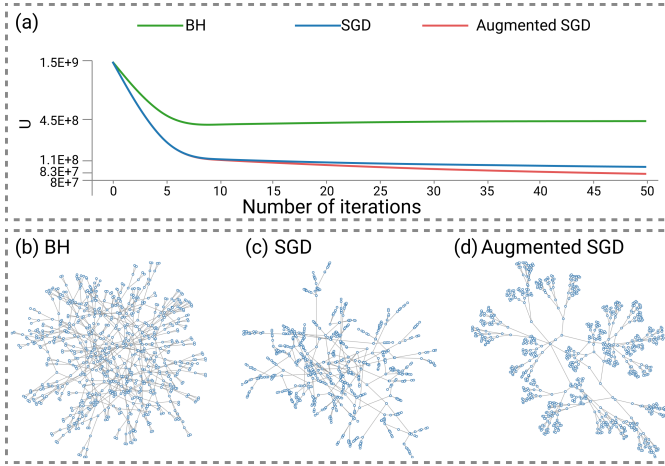 (a) BH SGD Augmented SGD
1.5E+9
U
4.5E+8
1.1E+8
8.3E+7
8E+7
0 5 10 15 20 25 30 35 40 45 50
Number of iterations
(b) BH (c) SGD (d) Augmented SGD